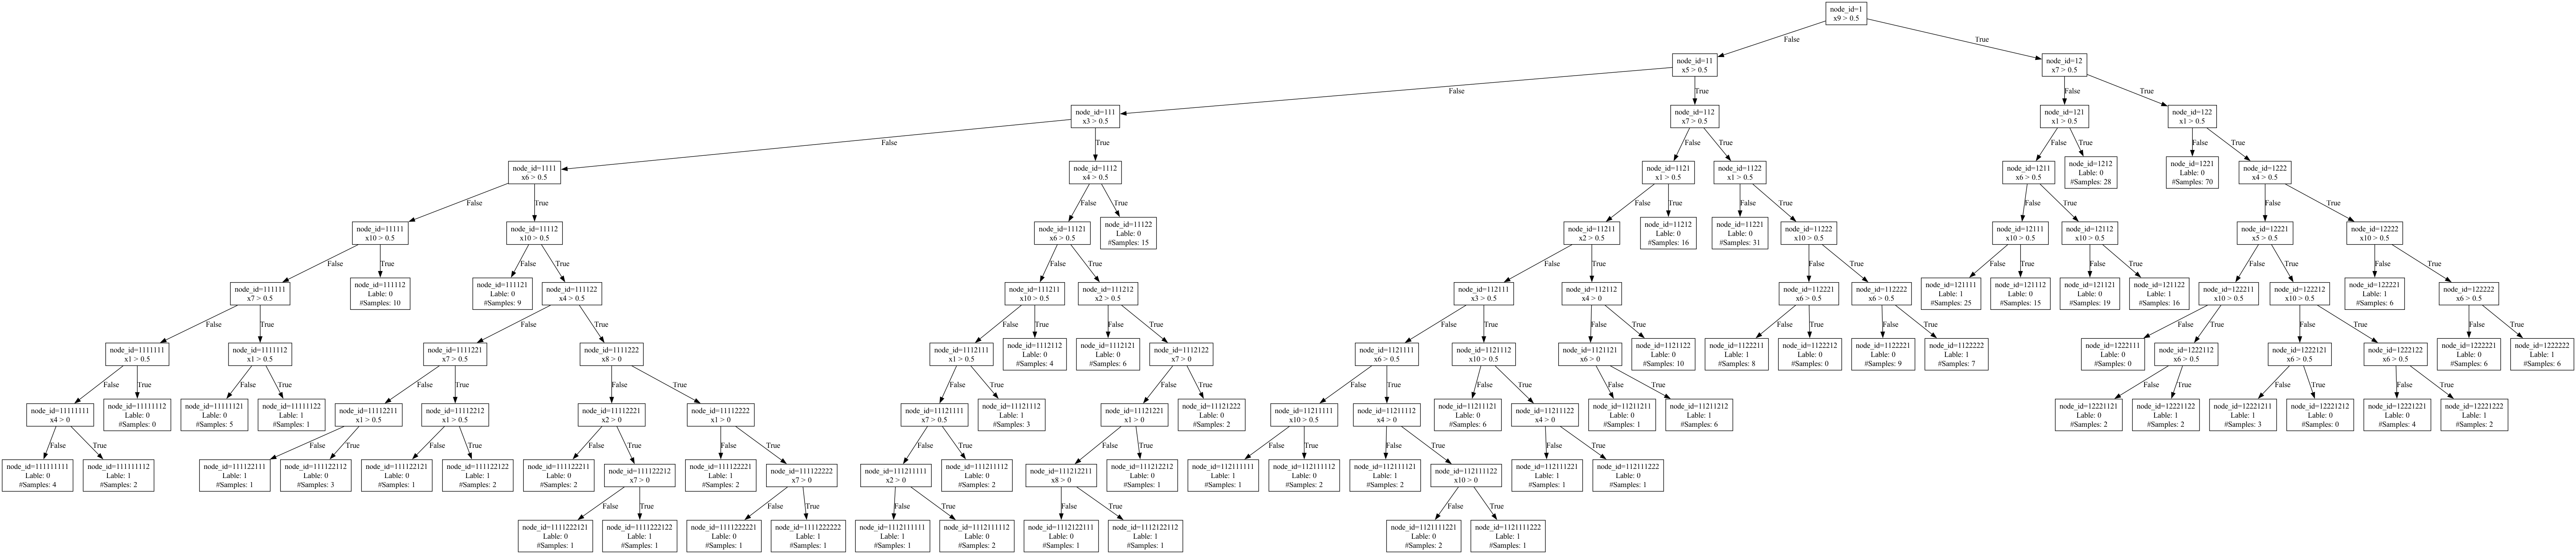 node_id=1
x9 > 0.5
False
True
node_id=11
x5 > 0.5
node_id=12
x7 > 0.5
False
True
False
True
node_id=111
x3 > 0.5
node_id=112
x7 > 0.5
node_id=121
x1 > 0.5
node_id=122
x1 > 0.5
False
True
False
True
False
True
False
True
node_id=1111
x6 > 0.5
node_id=1112
x4 > 0.5
node_id=1121
x1 > 0.5
node_id=1122
x1 > 0.5
node_id=1211
x6 > 0.5
node_id=1212
Lable: 0
#Samples: 28
node_id=1221
Lable: 0
#Samples: 70
node_id=1222
x4 > 0.5
False
True
False
True
False
True
False
True
False
True
False
True
node_id=11111
x10 > 0.5
node_id=11112
x10 > 0.5
node_id=11121
x6 > 0.5
node_id=11122
Lable: 0
#Samples: 15
node_id=11211
x2 > 0.5
node_id=11212
Lable: 0
#Samples: 16
node_id=11221
Lable: 0
#Samples: 31
node_id=11222
x10 > 0.5
node_id=12111
x10 > 0.5
node_id=12112
x10 > 0.5
node_id=12221
x5 > 0.5
node_id=12222
x10 > 0.5
False
True
False
True
False
True
False
True
False
True
False
True
False
True
False
True
False
True
node_id=111111
x7 > 0.5
node_id=111112
Lable: 0
#Samples: 10
node_id=111121
Lable: 0
#Samples: 9
node_id=111122
x4 > 0.5
node_id=111211
x10 > 0.5
node_id=111212
x2 > 0.5
node_id=112111
x3 > 0.5
node_id=112112
x4 > 0
node_id=112221
x6 > 0.5
node_id=112222
x6 > 0.5
node_id=121111
Lable: 1
#Samples: 25
node_id=121112
Lable: 0
#Samples: 15
node_id=121121
Lable: 0
#Samples: 19
node_id=121122
Lable: 1
#Samples: 16
node_id=122211
x10 > 0.5
node_id=122212
x10 > 0.5
node_id=122221
Lable: 1
#Samples: 6
node_id=122222
x6 > 0.5
False
True
False
True
False
True
False
True
False
True
False
True
False
True
False
True
False
True
False
True
False
True
node_id=1111111
x1 > 0.5
node_id=1111112
x1 > 0.5
node_id=1111221
x7 > 0.5
node_id=1111222
x8 > 0
node_id=1112111
x1 > 0.5
node_id=1112112
Lable: 0
#Samples: 4
node_id=1112121
Lable: 0
#Samples: 6
node_id=1112122
x7 > 0
node_id=1121111
x6 > 0.5
node_id=1121112
x10 > 0.5
node_id=1121121
x6 > 0
node_id=1121122
Lable: 0
#Samples: 10
node_id=1122211
Lable: 1
#Samples: 8
node_id=1122212
Lable: 0
#Samples: 0
node_id=1122221
Lable: 0
#Samples: 9
node_id=1122222
Lable: 1
#Samples: 7
node_id=1222111
Lable: 0
#Samples: 0
node_id=1222112
x6 > 0.5
node_id=1222121
x6 > 0.5
node_id=1222122
x6 > 0.5
node_id=1222221
Lable: 0
#Samples: 6
node_id=1222222
Lable: 1
#Samples: 6
False
True
False
True
False
True
False
True
False
True
False
True
False
True
False
True
False
True
False
True
False
True
False
True
node_id=11111111
x4 > 0
node_id=11111112
Lable: 0
#Samples: 0
node_id=11111121
Lable: 0
#Samples: 5
node_id=11111122
Lable: 1
#Samples: 1
node_id=11112211
x1 > 0.5
node_id=11112212
x1 > 0.5
node_id=11112221
x2 > 0
node_id=11112222
x1 > 0
node_id=11121111
x7 > 0.5
node_id=11121112
Lable: 1
#Samples: 3
node_id=11121221
x1 > 0
node_id=11121222
Lable: 0
#Samples: 2
node_id=11211111
x10 > 0.5
node_id=11211112
x4 > 0
node_id=11211121
Lable: 0
#Samples: 6
node_id=11211122
x4 > 0
node_id=11211211
Lable: 0
#Samples: 1
node_id=11211212
Lable: 1
#Samples: 6
node_id=12221121
Lable: 0
#Samples: 2
node_id=12221122
Lable: 1
#Samples: 2
node_id=12221211
Lable: 1
#Samples: 3
node_id=12221212
Lable: 0
#Samples: 0
node_id=12221221
Lable: 0
#Samples: 4
node_id=12221222
Lable: 1
#Samples: 2
False
True
False
True
False
True
False
True
False
True
False
True
False
True
False
True
False
True
False
True
node_id=111111111
Lable: 0
#Samples: 4
node_id=111111112
Lable: 1
#Samples: 2
node_id=111122111
Lable: 1
#Samples: 1
node_id=111122112
Lable: 0
#Samples: 3
node_id=111122121
Lable: 0
#Samples: 1
node_id=111122122
Lable: 1
#Samples: 2
node_id=111122211
Lable: 0
#Samples: 2
node_id=111122212
x7 > 0
node_id=111122221
Lable: 1
#Samples: 2
node_id=111122222
x7 > 0
node_id=111211111
x2 > 0
node_id=111211112
Lable: 0
#Samples: 2
node_id=111212211
x8 > 0
node_id=111212212
Lable: 0
#Samples: 1
node_id=112111111
Lable: 1
#Samples: 1
node_id=112111112
Lable: 0
#Samples: 2
node_id=112111121
Lable: 1
#Samples: 2
node_id=112111122
x10 > 0
node_id=112111221
Lable: 1
#Samples: 1
node_id=112111222
Lable: 0
#Samples: 1
False
True
False
True
False
True
False
True
False
True
node_id=1111222121
Lable: 0
#Samples: 1
node_id=1111222122
Lable: 1
#Samples: 1
node_id=1111222221
Lable: 0
#Samples: 1
node_id=1111222222
Lable: 1
#Samples: 1
node_id=1112111111
Lable: 1
#Samples: 1
node_id=1112111112
Lable: 0
#Samples: 2
node_id=1112122111
Lable: 0
#Samples: 1
node_id=1112122112
Lable: 1
#Samples: 1
node_id=1121111221
Lable: 0
#Samples: 2
node_id=1121111222
Lable: 1
#Samples: 1